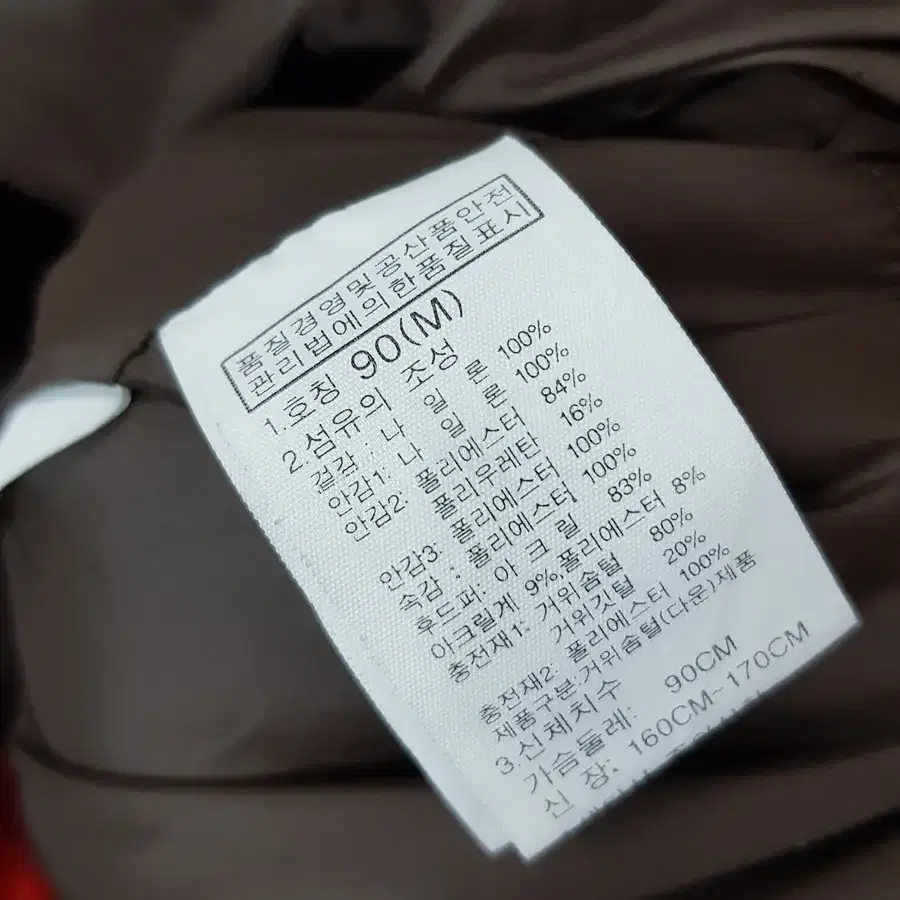 품질경영및공산품안전
관리법에의한품질표시
1.호칭 90(M)
2.섬유의 조성
겉감 : 나 일 론 100%
안감1: 나 일 론 100%
안감2: 폴리에스터 84%
폴리우레탄 16%
안감3: 폴리에스터 100%
속감 : 폴리에스터 100%
후드퍼: 아 크 릴 83%
아크릴계 9%,폴리에스터 8%
충전재1: 거위솜털 80%
거위깃털 20%
충전재2: 폴리에스터 100%
제품구분:거위솜털(다운)제품
3.신체치수
가슴둘레: 90CM
신 장: 160CM~170CM